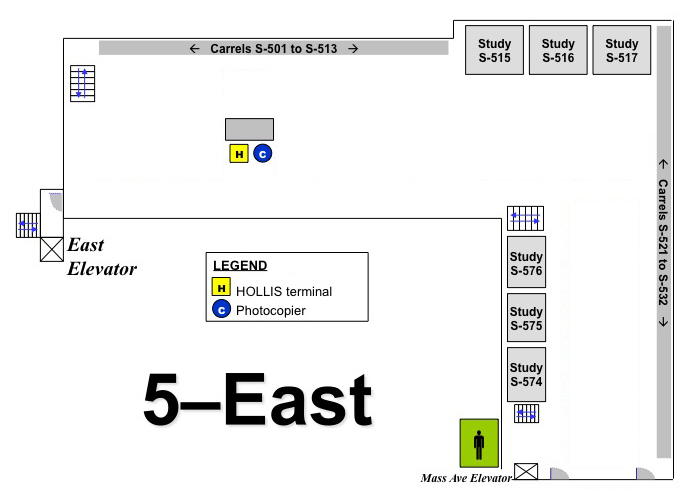 ← Carrels S-501 to S-513 →
Study
S-515
Study
S-516
Study
S-517
H C
← Carrels S-521 to S-532 →
East
Elevator
Study
S-576
LEGEND
H HOLLIS terminal
C Photocopier
Study
S-575
Study
S-574
5–East
Mass Ave Elevator